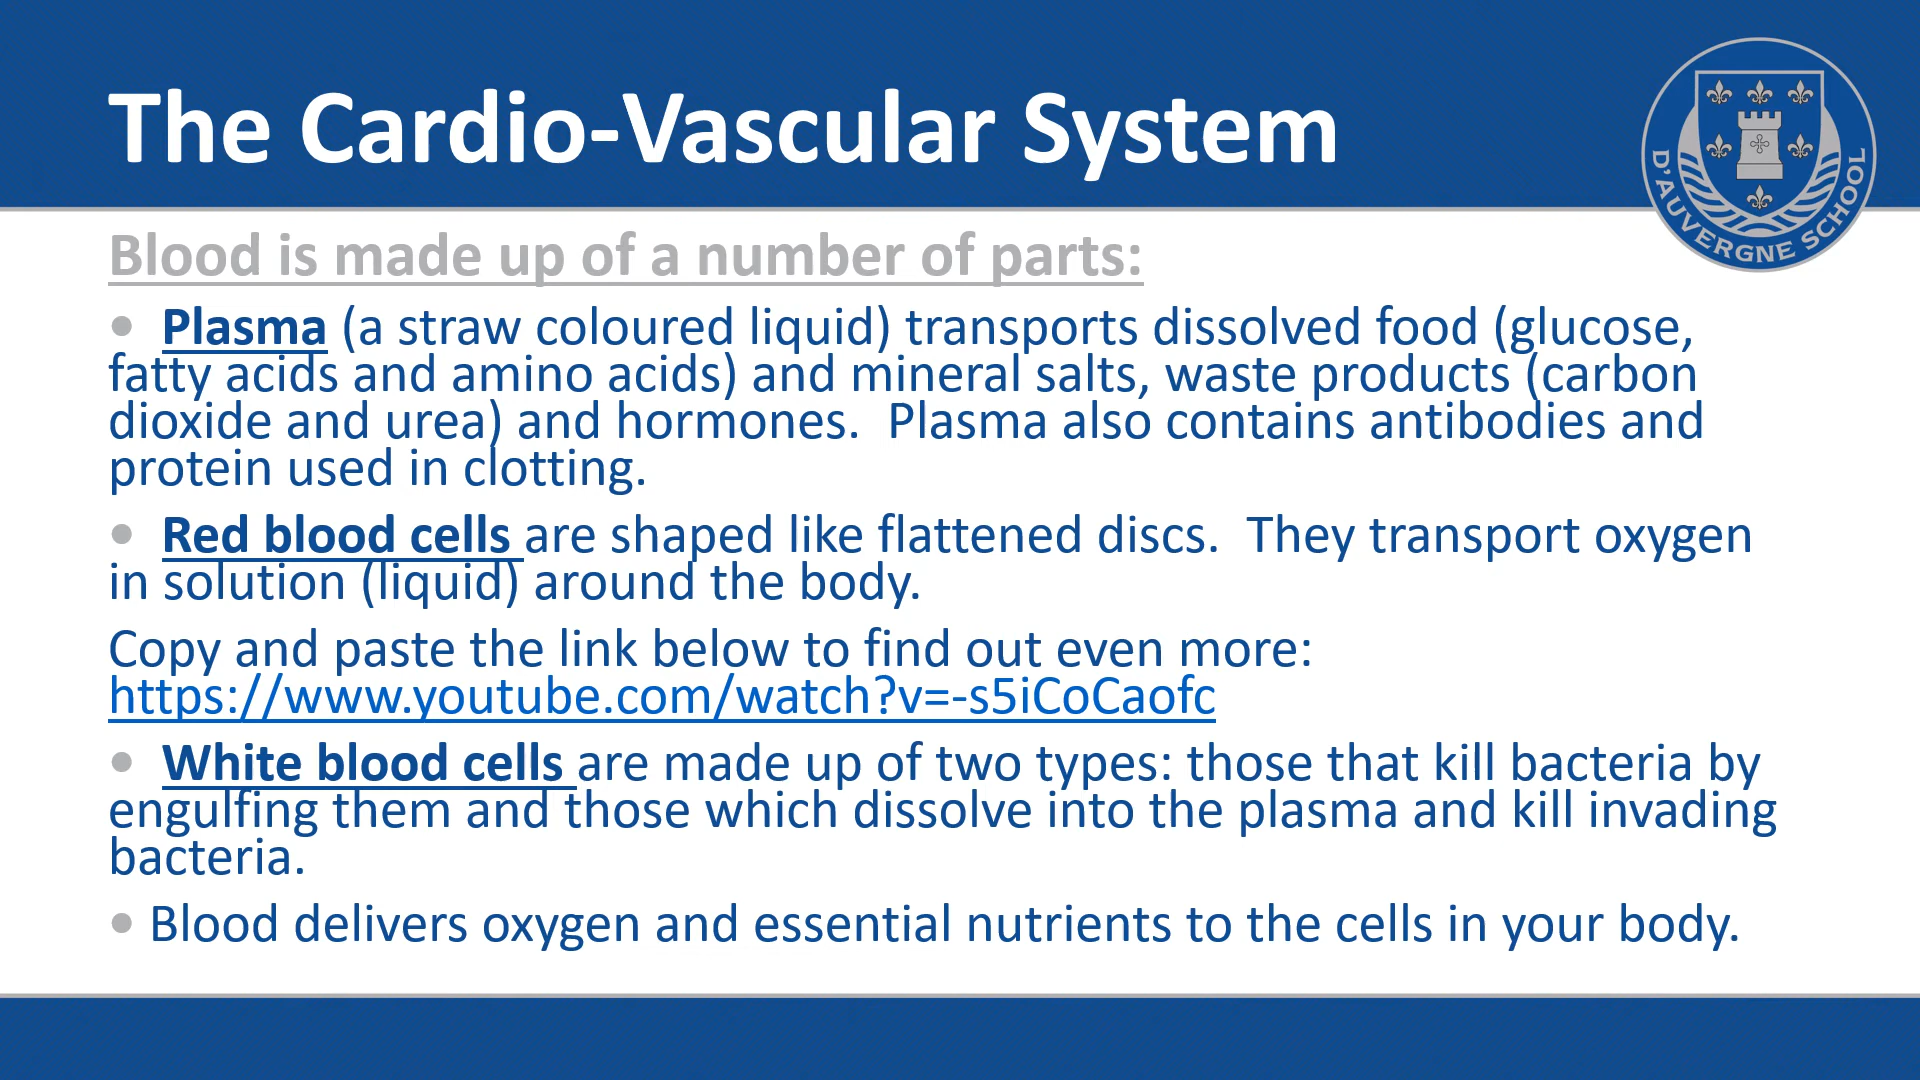 The Cardio-Vascular System
D'AUVERGNE SCHOOL
Blood is made up of a number of parts:
• Plasma (a straw coloured liquid) transports dissolved food (glucose,
fatty acids and amino acids) and mineral salts, waste products (carbon
dioxide and urea) and hormones.  Plasma also contains antibodies and
protein used in clotting.
• Red blood cells are shaped like flattened discs.  They transport oxygen
in solution (liquid) around the body.
Copy and paste the link below to find out even more:
https://www.youtube.com/watch?v=-s5iCoCaofc
• White blood cells are made up of two types: those that kill bacteria by
engulfing them and those which dissolve into the plasma and kill invading
bacteria.
• Blood delivers oxygen and essential nutrients to the cells in your body.